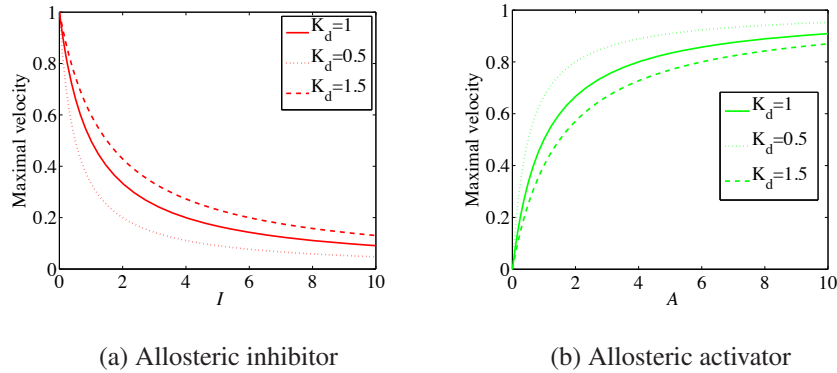 K_d=1
K_d=0.5
K_d=1.5
Maximal velocity
1
0.8
0.6
0.4
0.2
0
0 2 4 6 8 10
I
(a) Allosteric inhibitor
K_d=1
K_d=0.5
K_d=1.5
Maximal velocity
1
0.8
0.6
0.4
0.2
0
0 2 4 6 8 10
A
(b) Allosteric activator